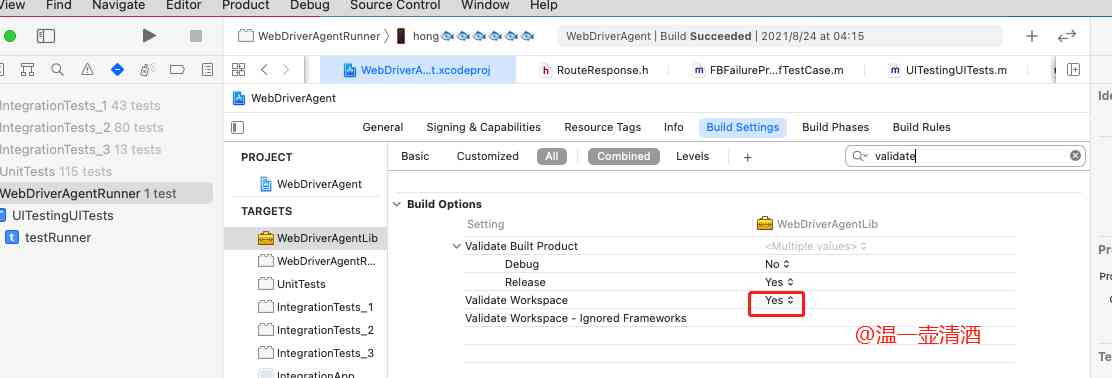 View Find Navigate Editor Product Debug Source Control Window Help
WebDriverAgentRunner 〉 hong🐟🐟🐟🐟🐟🐟 WebDriverAgent | Build Succeeded | 2021/8/24 at 04:15
WebDriverA...t.xcodeproj h RouteResponse.h m FBFailurePr...fTestCase.m m UITestingUITests.m
IntegrationTests_1 43 tests
IntegrationTests_2 80 tests
IntegrationTests_3 13 tests
UnitTests 115 tests
WebDriverAgentRunner 1 test
UITestingUITests
t testRunner
WebDriverAgent
General Signing & Capabilities Resource Tags Info Build Settings Build Phases Build Rules
PROJECT
WebDriverAgent
TARGETS
WebDriverAgentLib
WebDriverAgentR...
UnitTests
IntegrationTests_1
IntegrationTests_2
IntegrationTests_3
IntegrationApp
Basic Customized All Combined Levels + validate
Build Options
Setting WebDriverAgentLib
Validate Built Product <Multiple values>
Debug No
Release Yes
Validate Workspace Yes
Validate Workspace - Ignored Frameworks
@温一壶清酒
Ide
Pro
Pro
Te